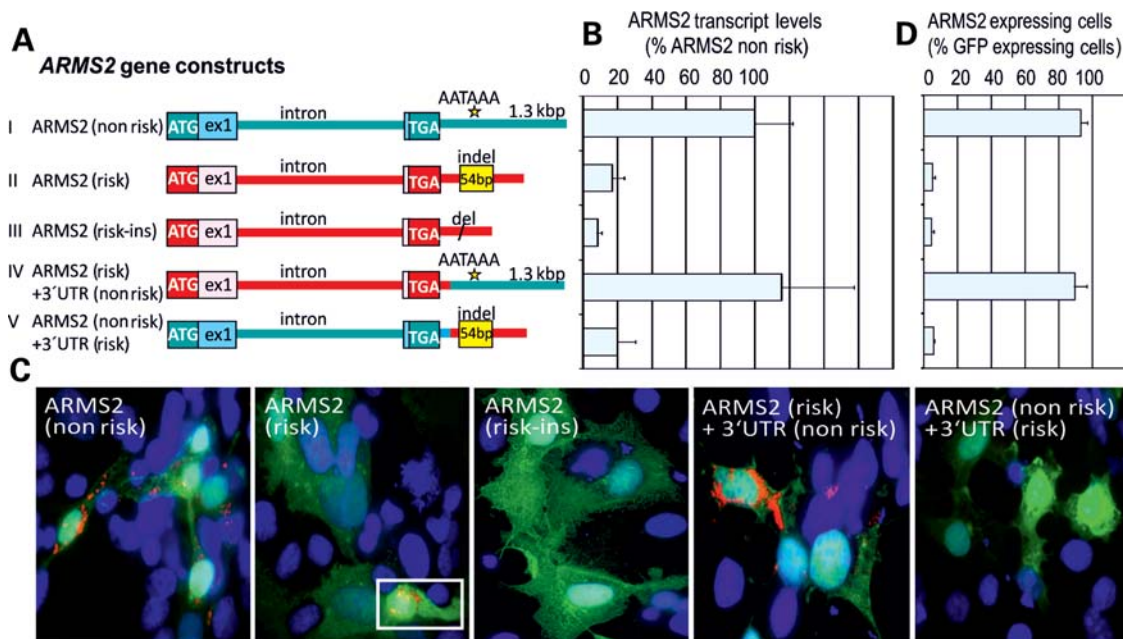 A
ARMS2 gene constructs
I ARMS2 (non risk)
ATG ex1
intron
TGA
AATAAA
1.3 kbp
II ARMS2 (risk)
ATG ex1
intron
TGA
indel
54bp
III ARMS2 (risk-ins)
ATG ex1
intron
TGA
del
IV ARMS2 (risk)
+3´UTR (non risk)
ATG ex1
intron
TGA
AATAAA
1.3 kbp
V ARMS2 (non risk)
+3´UTR (risk)
ATG ex1
intron
TGA
indel
54bp
B
ARMS2 transcript levels
(% ARMS2 non risk)
0 20 40 60 80 100
D
ARMS2 expressing cells
(% GFP expressing cells)
0 20 40 60 80 100
C
ARMS2
(non risk)
ARMS2
(risk)
ARMS2
(risk-ins)
ARMS2 (risk)
+ 3‘UTR (non risk)
ARMS2 (non risk)
+3‘UTR (risk)